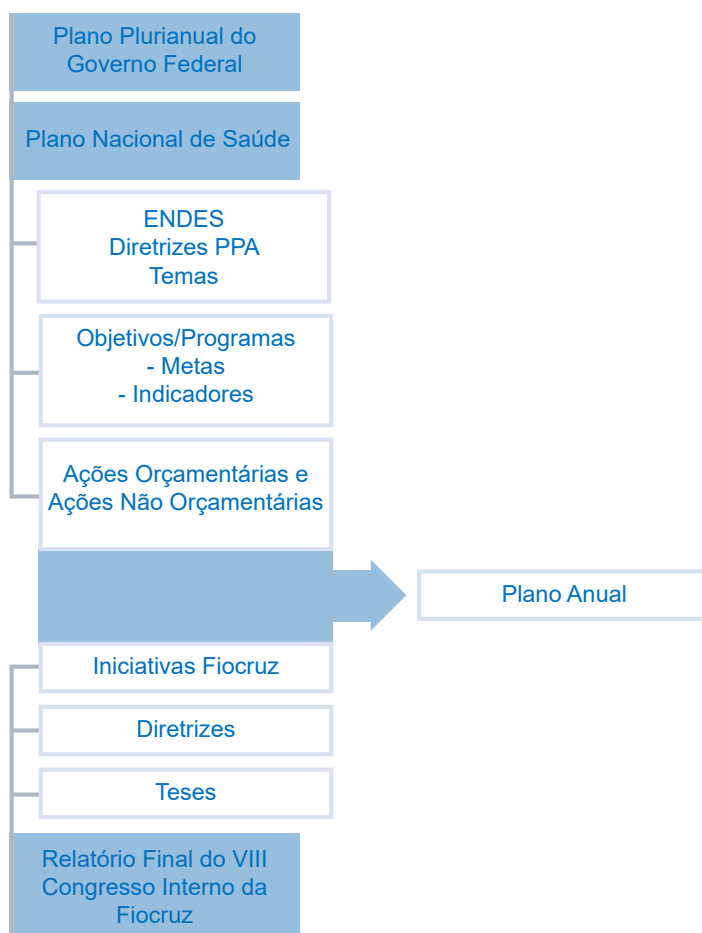 Plano Plurianual do
Governo Federal
Plano Nacional de Saúde
ENDES
Diretrizes PPA
Temas
Objetivos/Programas
- Metas
- Indicadores
Ações Orçamentárias e
Ações Não Orçamentárias
Plano Anual
Iniciativas Fiocruz
Diretrizes
Teses
Relatório Final do VIII
Congresso Interno da
Fiocruz